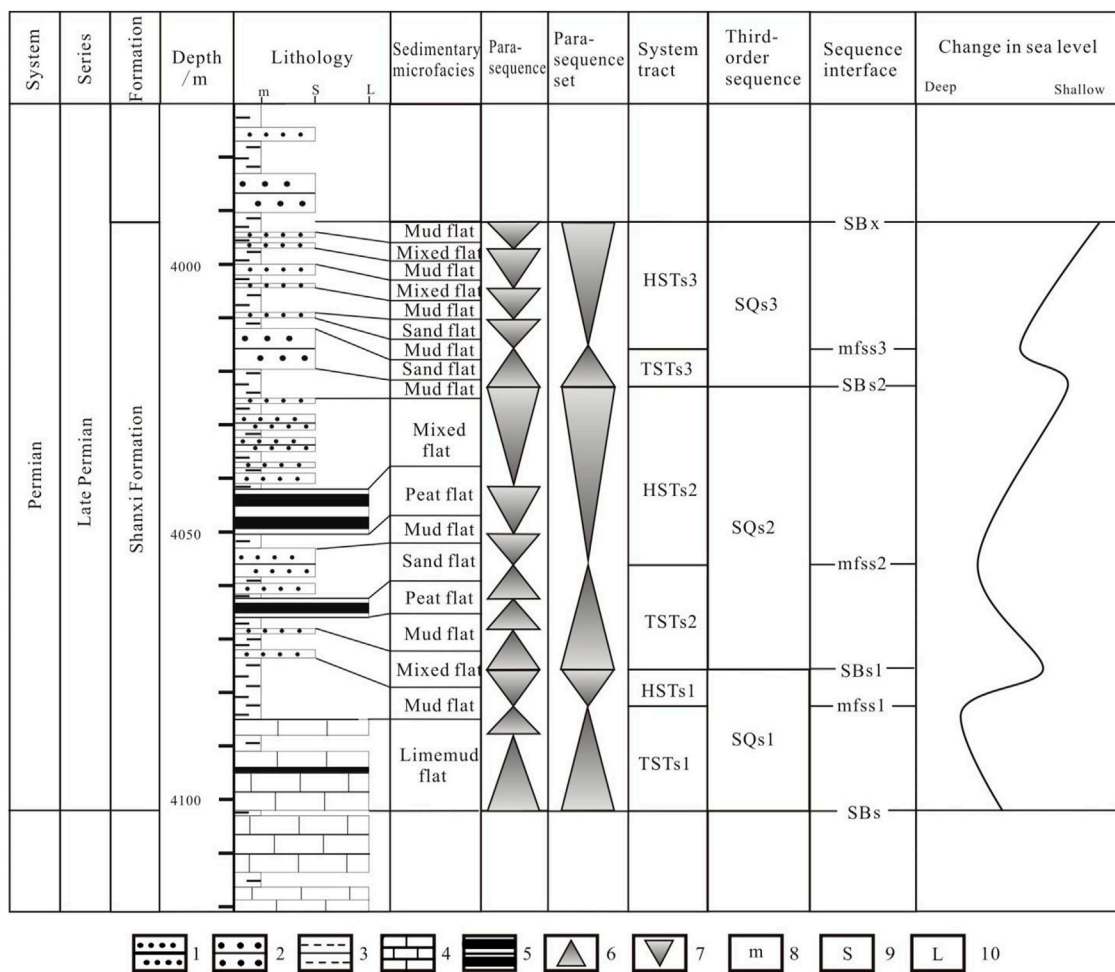 System
Series
Formation
Depth
/m
Lithology
m S L
Sedimentary
microfacies
Para-
sequence
Para-
sequence
set
System
tract
Third-
order
sequence
Sequence
interface
Change in sea level
Deep Shallow
Permian
Late Permian
Shanxi Formation
4000
4050
4100
Mud flat
Mixed flat
Mud flat
Mixed flat
Mud flat
Sand flat
Mud flat
Sand flat
Mud flat
Mixed
flat
Peat flat
Mud flat
Sand flat
Peat flat
Mud flat
Mixed flat
Mud flat
Limemud
flat
HSTs3
TSTs3
HSTs2
TSTs2
HSTs1
TSTs1
SQs3
SQs2
SQs1
SBx
mfss3
SBs2
mfss2
SBs1
mfss1
SBs
1 2 3 4 5 6 7 m 8 S 9 L 10